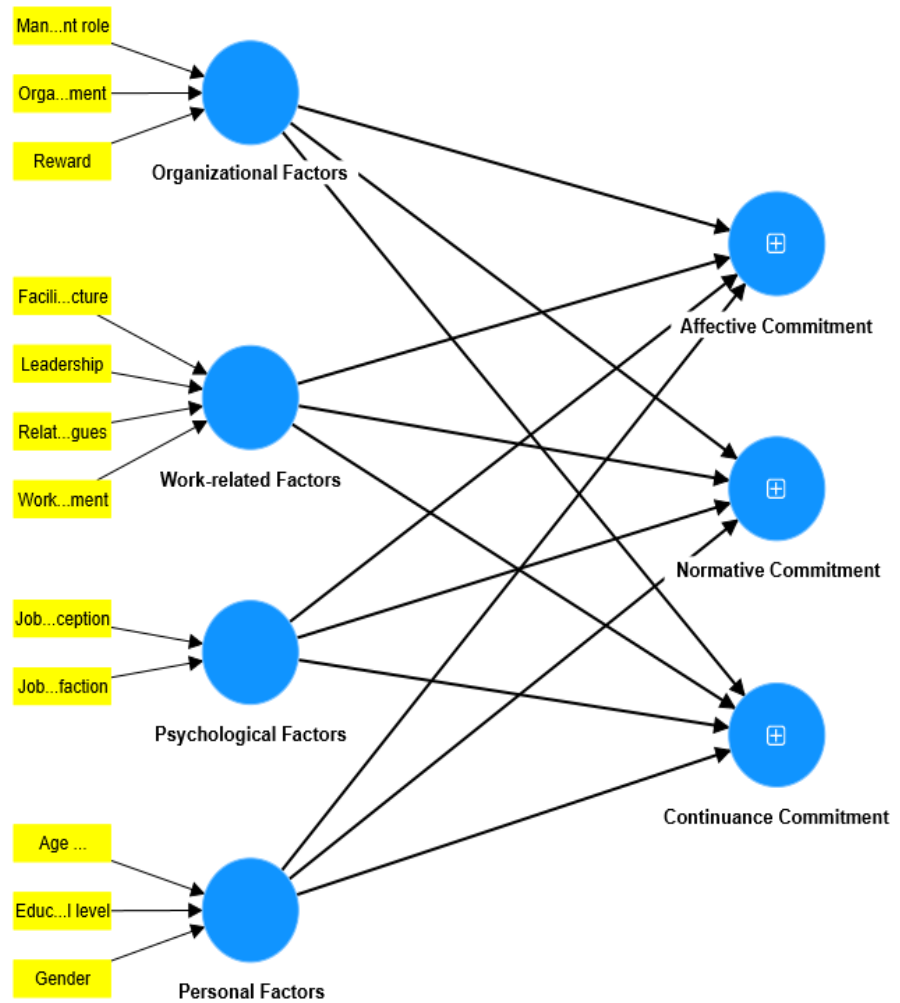 Man...nt role
Orga...ment
Reward
Organizational Factors
Facili...cture
Leadership
Relat...gues
Work...ment
Work-related Factors
Job...ception
Job...faction
Psychological Factors
Age ...
Educ...l level
Gender
Personal Factors
Affective Commitment
Normative Commitment
Continuance Commitment